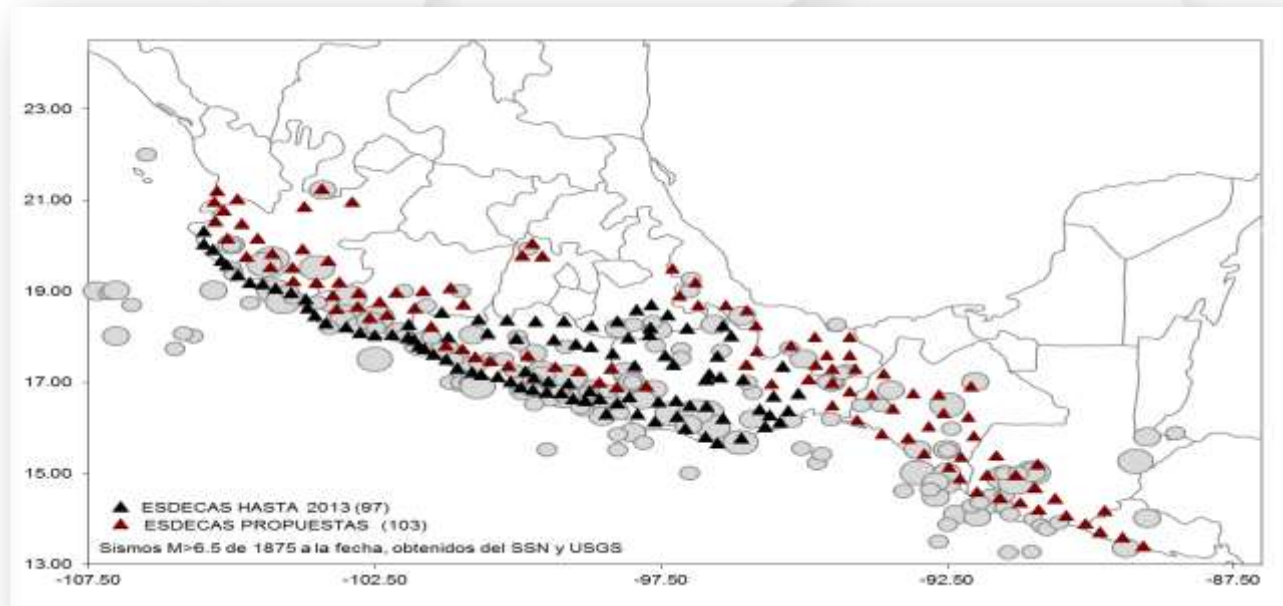 23.00
21.00
19.00
17.00
15.00
13.00
ESDECAS HASTA 2013 (97)
ESDECAS PROPUESTAS (103)
Sismos M>6.5 de 1875 a la fecha, obtenidos del SSN y USGS
-107.50 -102.50 -97.50 -92.50 -87.50